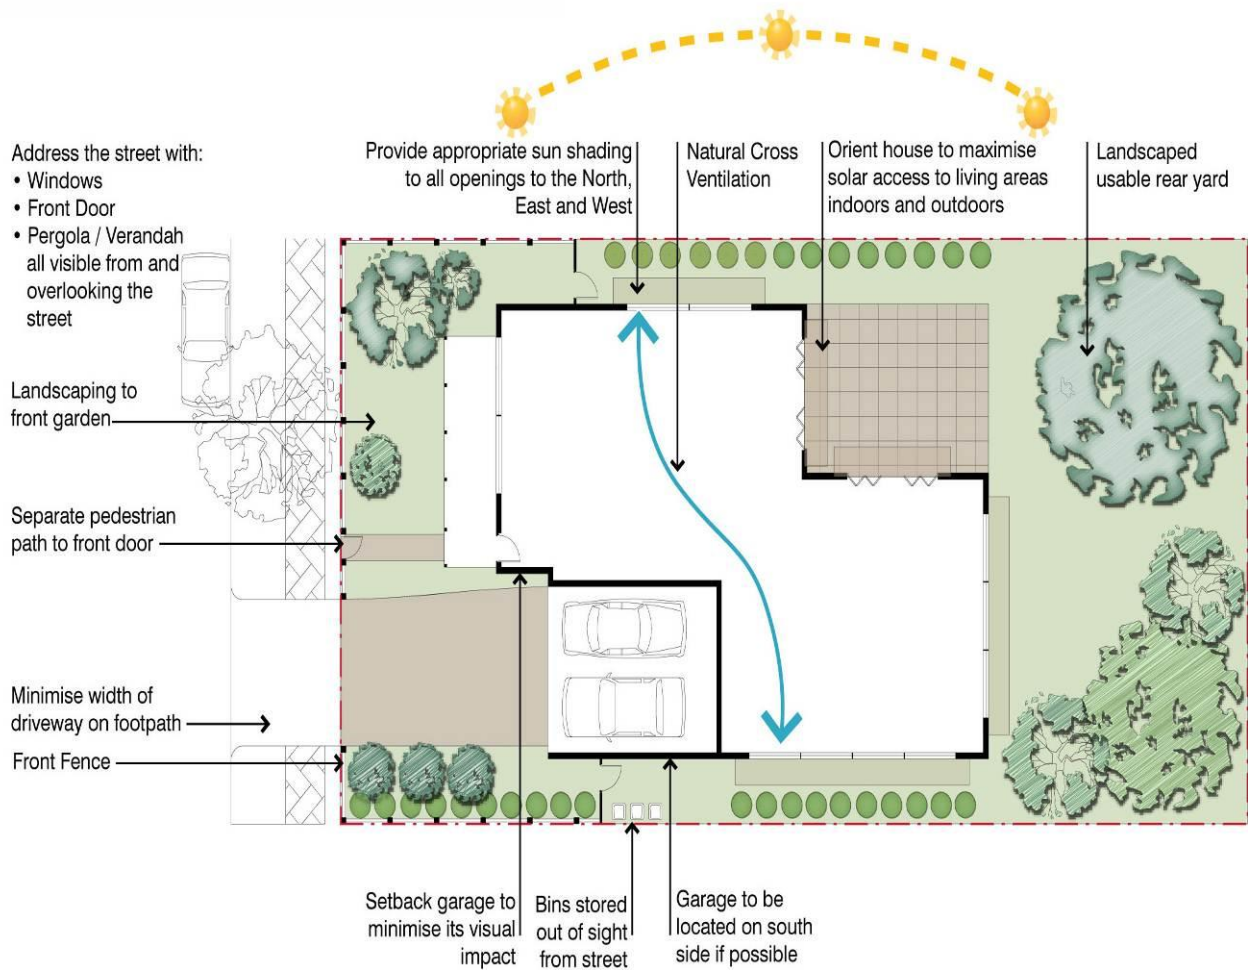 Address the street with:
• Windows
• Front Door
• Pergola / Verandah
all visible from and
overlooking the
street
Provide appropriate sun shading
to all openings to the North,
East and West
Natural Cross
Ventilation
Orient house to maximise
solar access to living areas
indoors and outdoors
Landscaped
usable rear yard
Landscaping to
front garden
Separate pedestrian
path to front door
Minimise width of
driveway on footpath
Front Fence
Setback garage to
minimise its visual
impact
Bins stored
out of sight
from street
Garage to be
located on south
side if possible